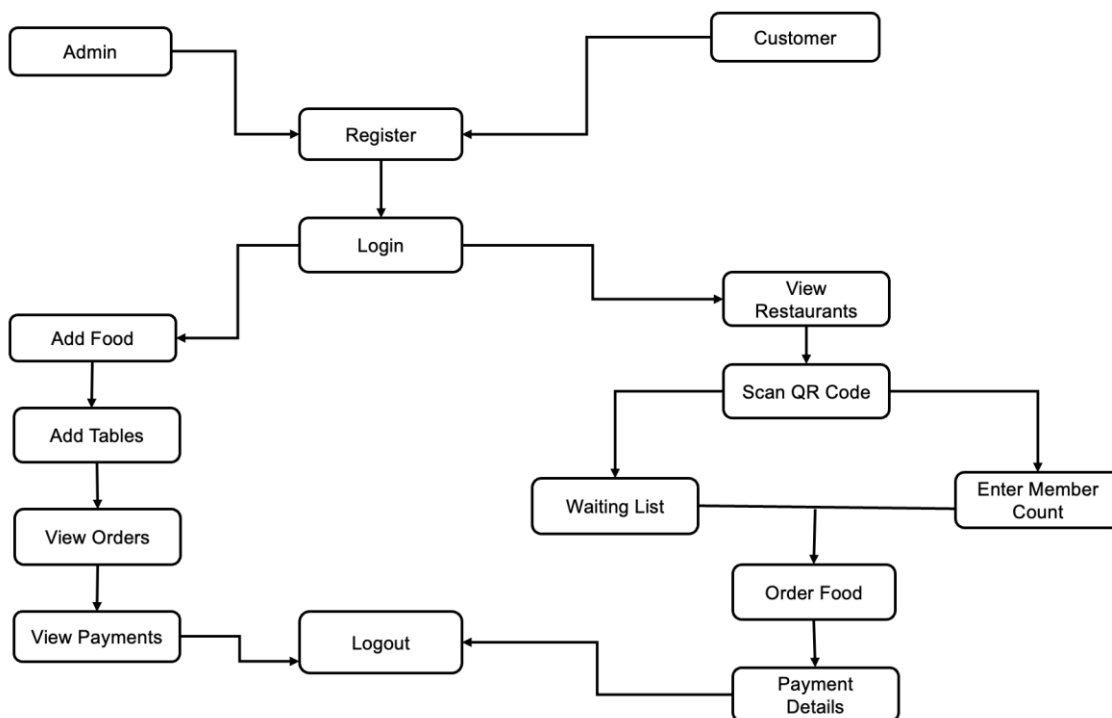 Admin
Customer
Register
Login
View
Restaurants
Add Food
Scan QR Code
Add Tables
Waiting List
Enter Member
Count
View Orders
Order Food
View Payments
Logout
Payment
Details